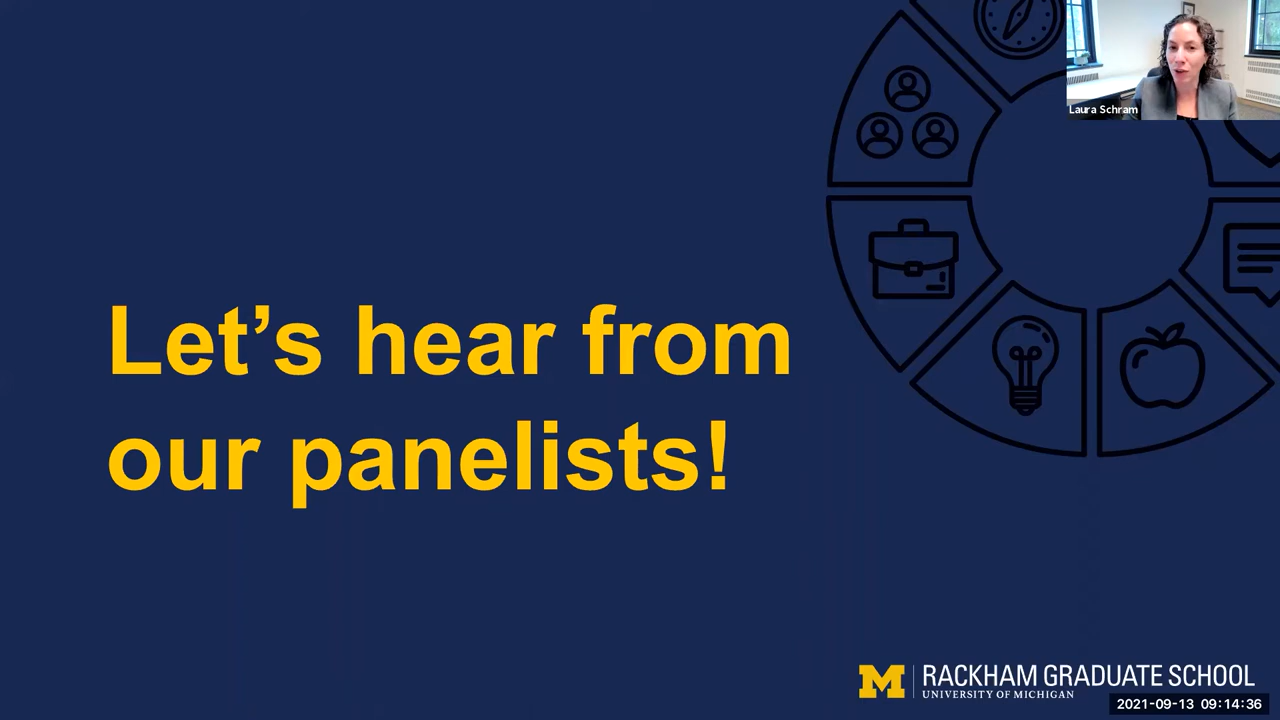 Laura Schram
Let’s hear from
our panelists!
M RACKHAM GRADUATE SCHOOL
UNIVERSITY OF MICHIGAN
2021-09-13 09:14:36